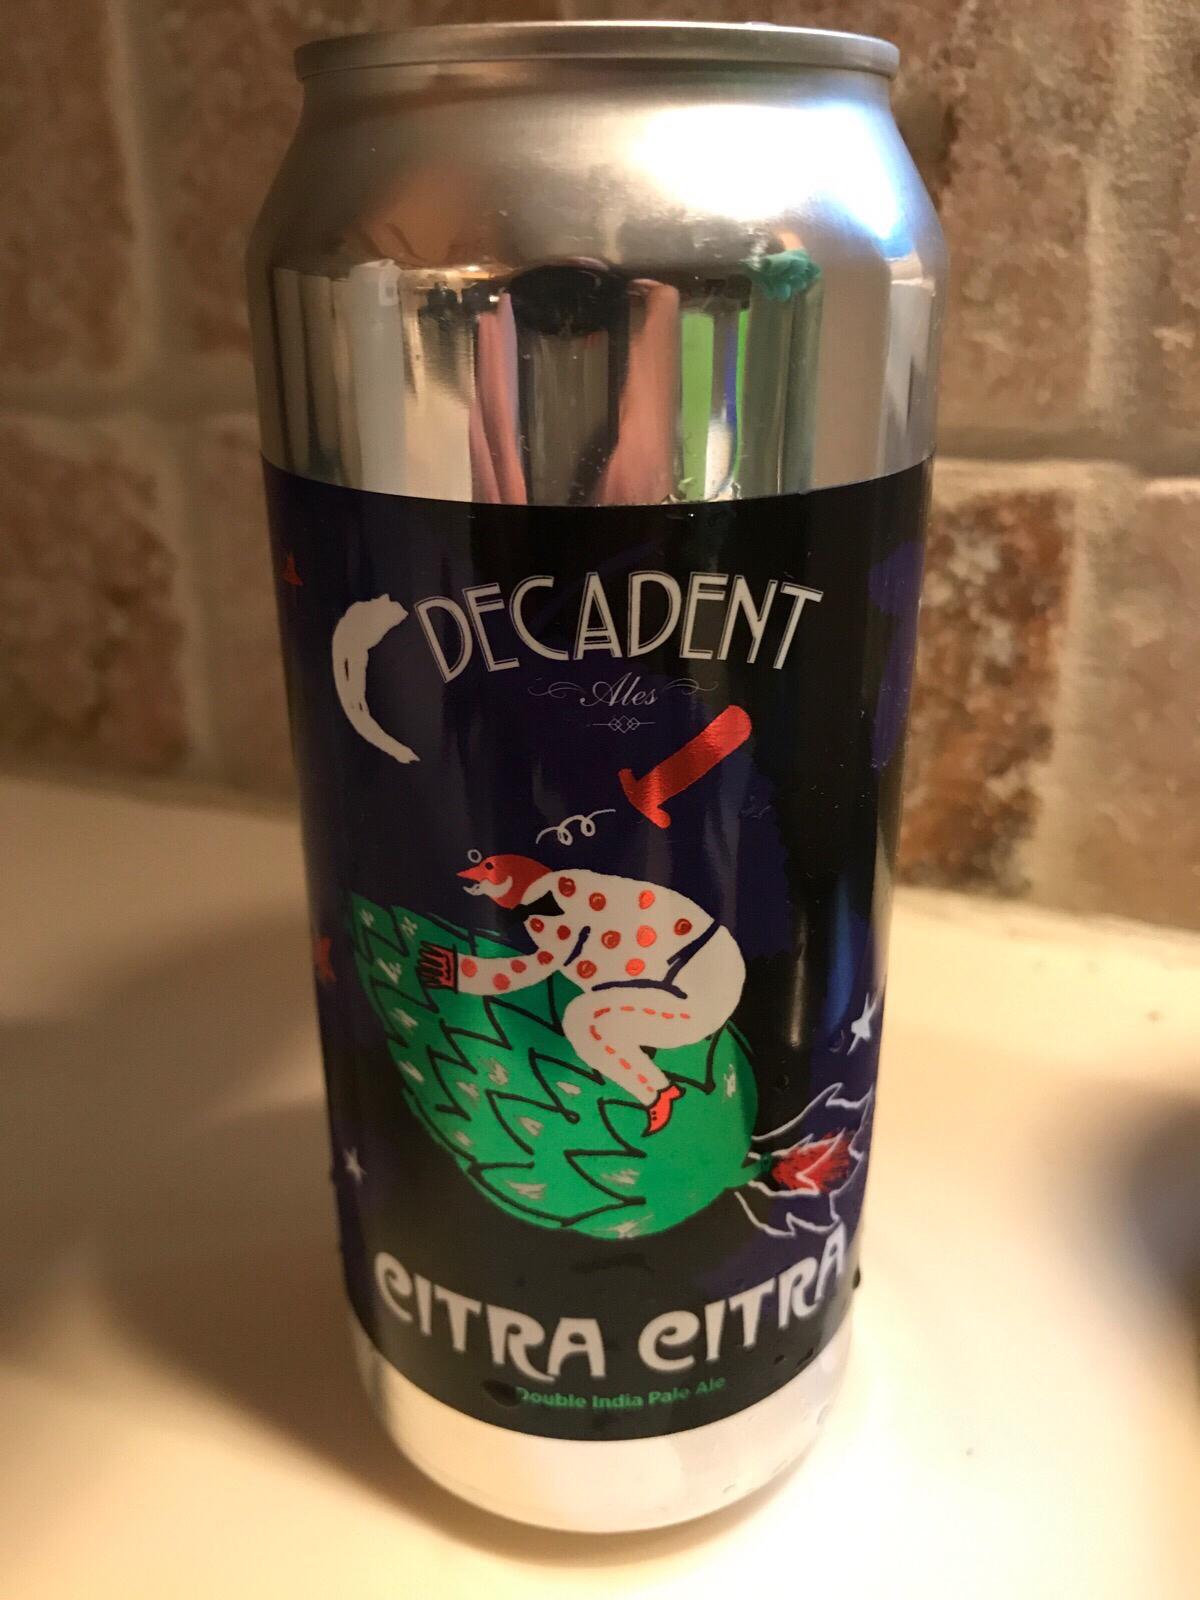 DECADENT
Ales
CITRA CITRA
Double India Pale Ale